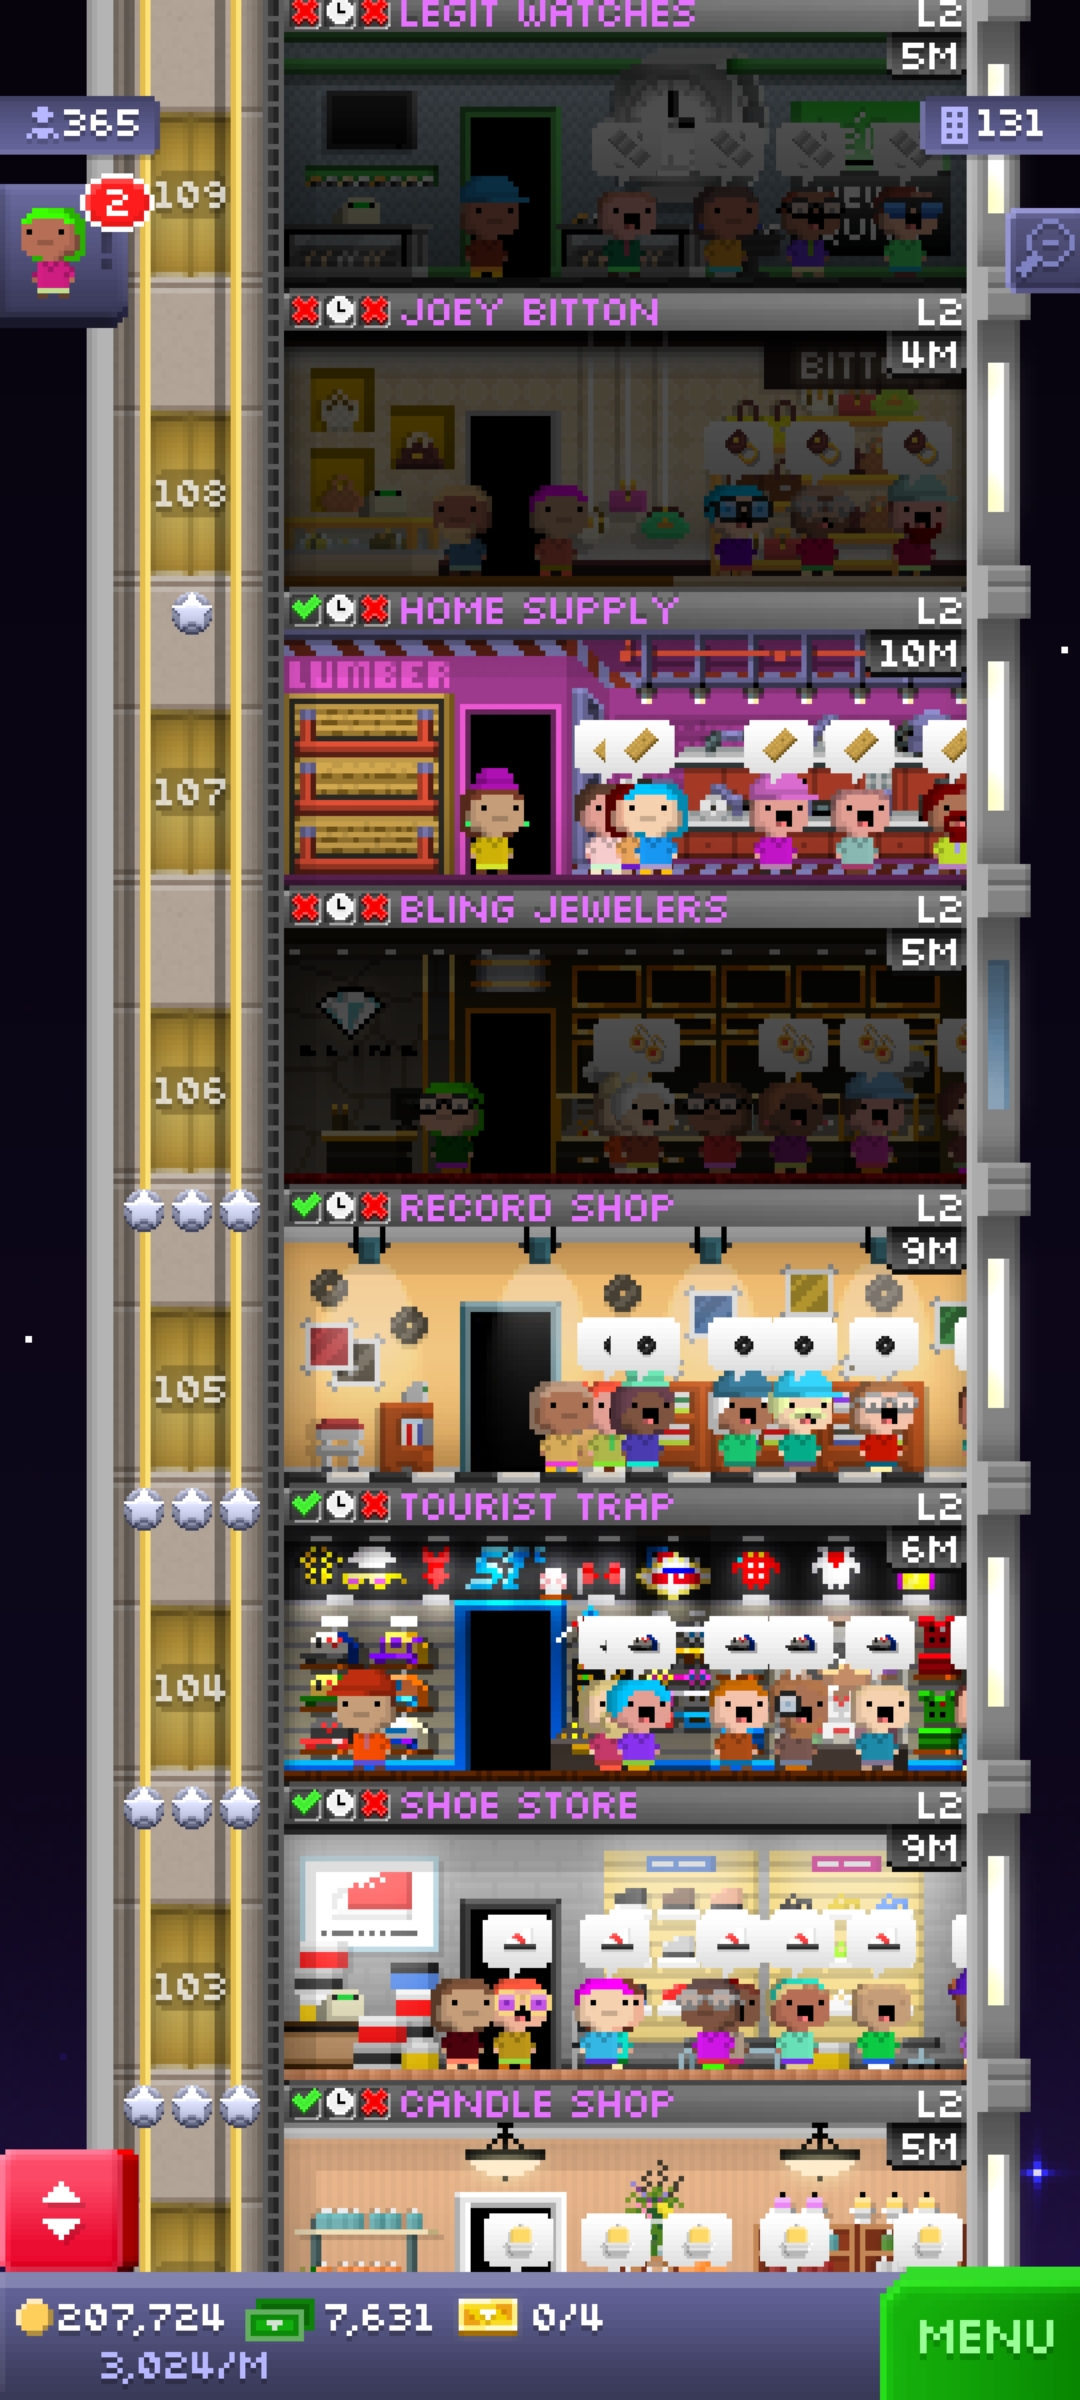 LEGIT WATCHES L2
5M
365
131
109
2
JOEY BITTON L2
4M
108
HOME SUPPLY L2
10M
LUMBER
107
BLING JEWELERS L2
5M
106
RECORD SHOP L2
9M
105
TOURIST TRAP L2
6M
104
SHOE STORE L2
9M
103
CANDLE SHOP L2
5M
207,724 7,631 0/4
3,024/M
MENU